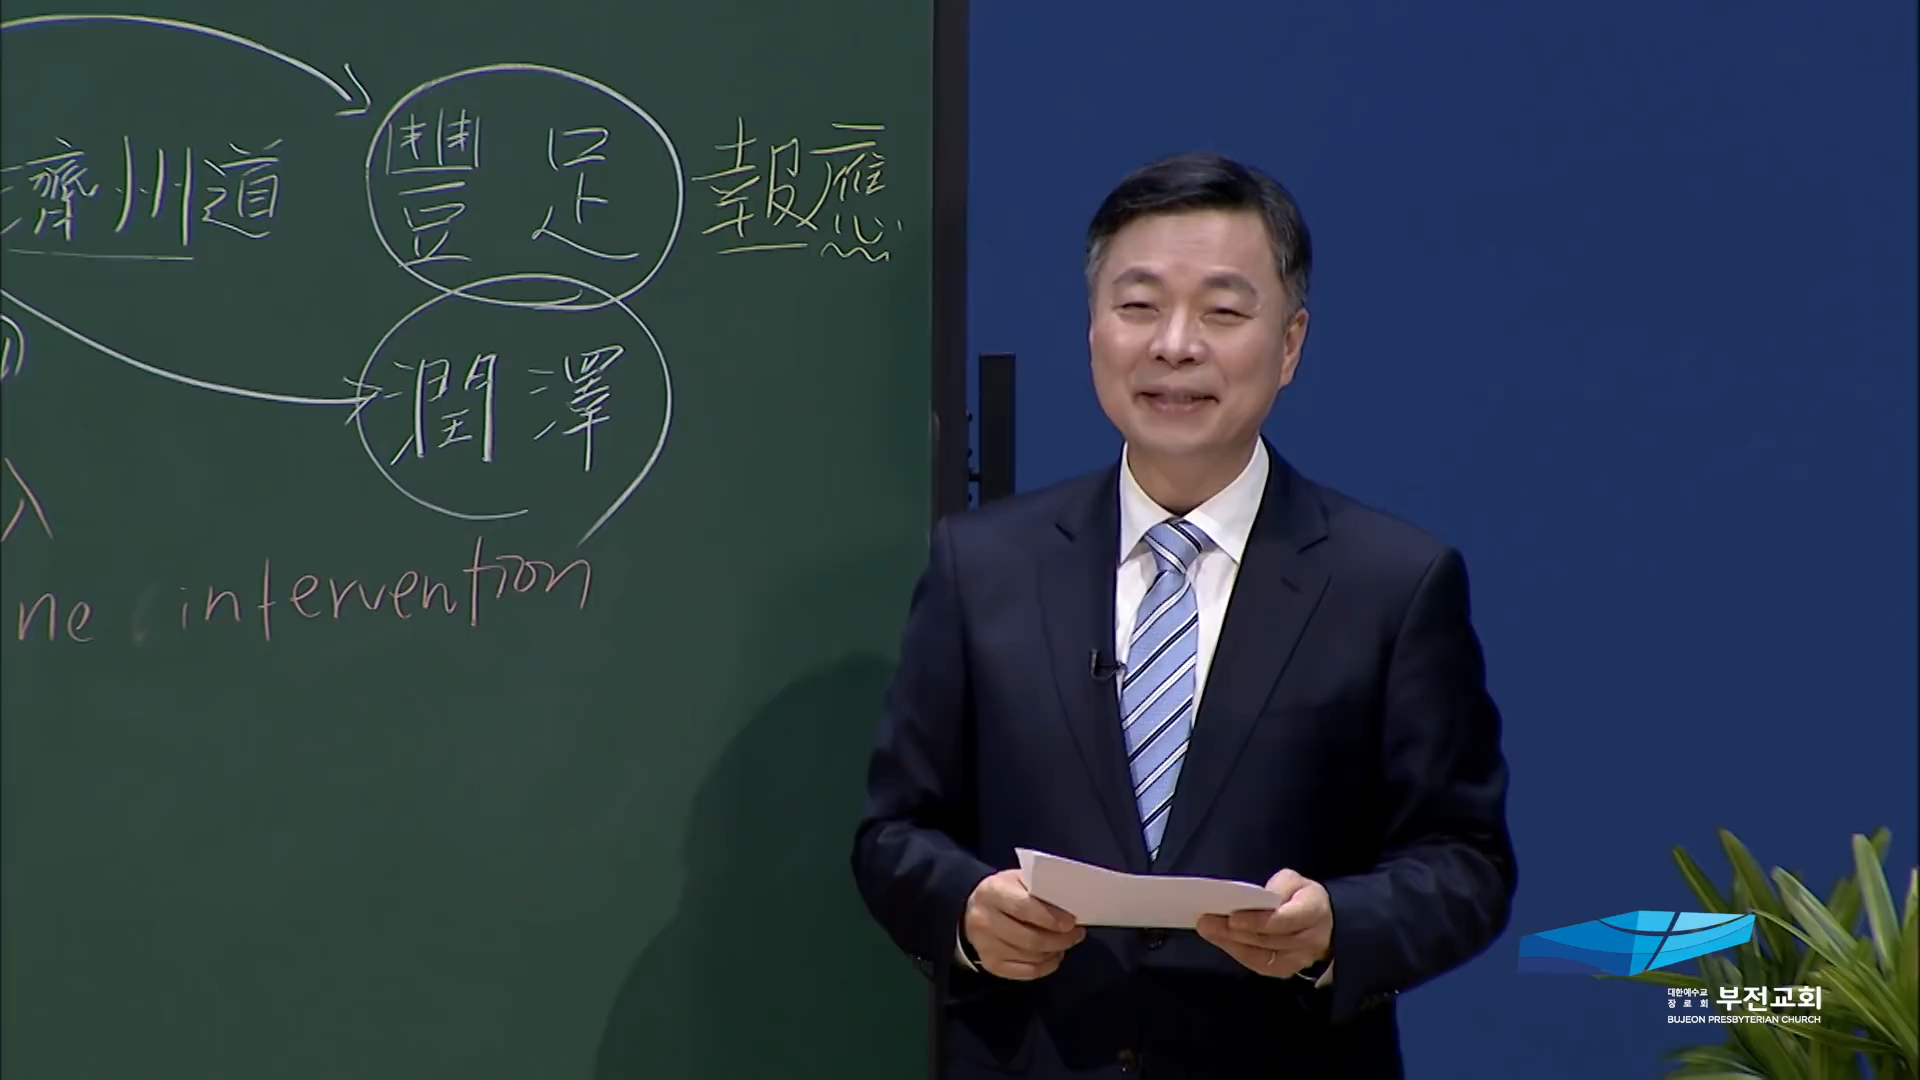 濟州道 豐足 報應
潤澤
入
ne intervention
대한예수교
장로회 부전교회
BUJEON PRESBYTERIAN CHURCH